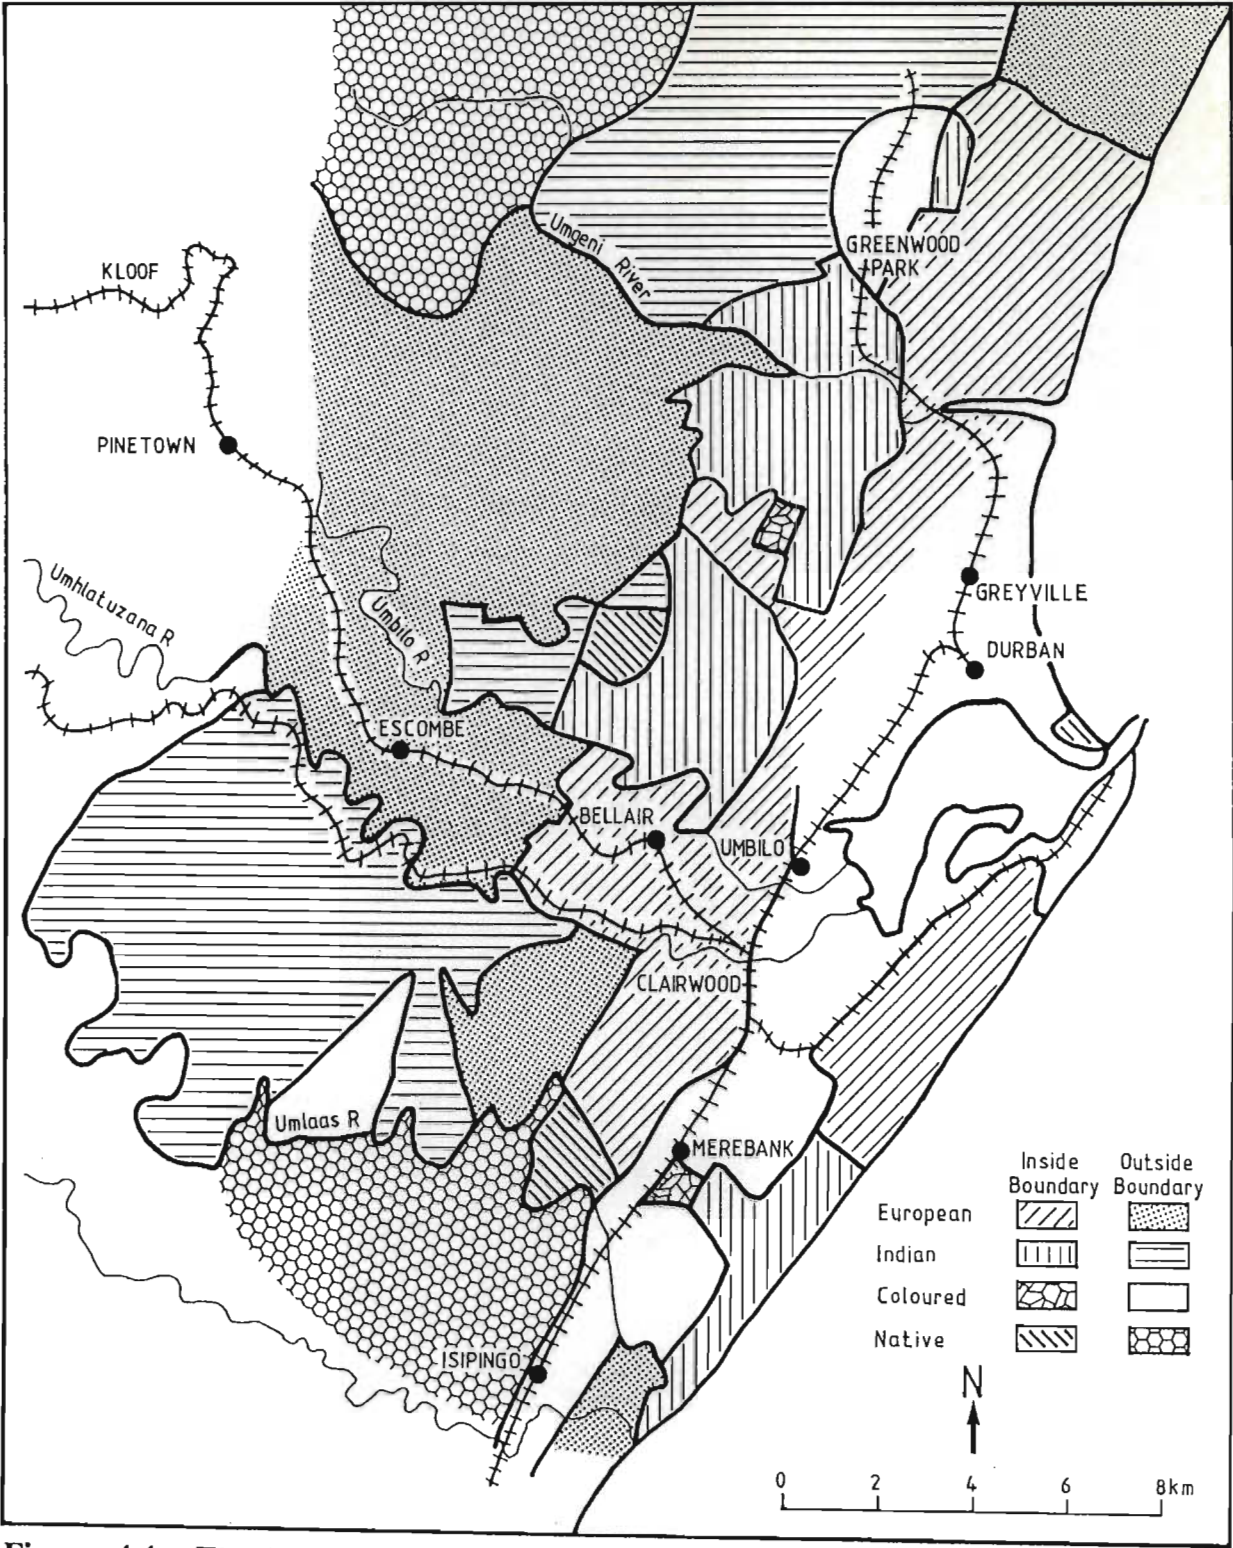 Umgeni
River
GREENWOOD
PARK
KLOOF
PINETOWN
Umhlatuzana R
Umbilo R
GREYVILLE
DURBAN
ESCOMBE
BELLAIR
UMBILO
CLAIRWOOD
Umlaas R
MEREBANK
ISIPINGO
Inside Outside
Boundary Boundary
European
Indian
Coloured
Native
N
0 2 4 6 8km